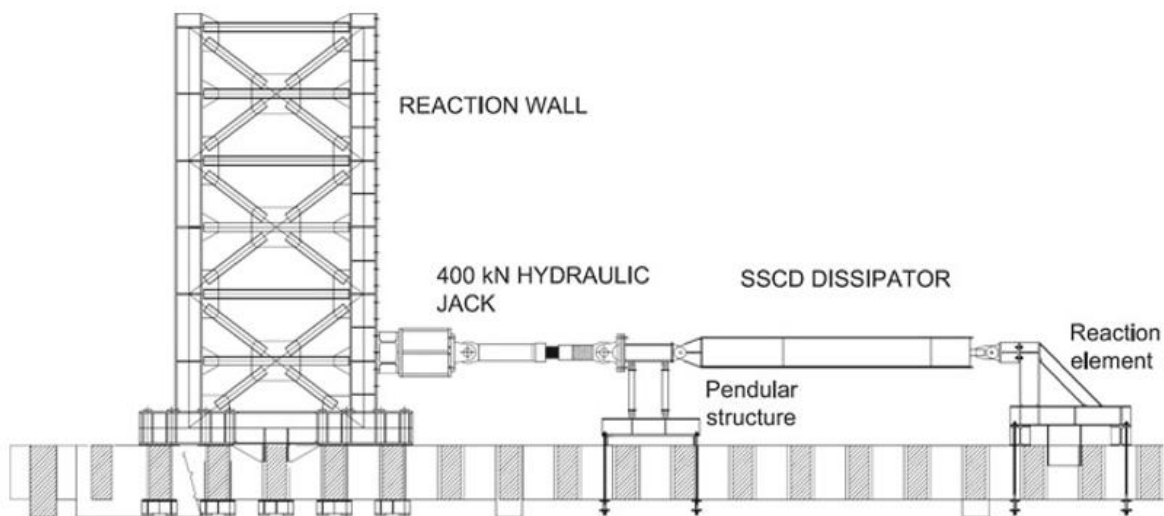 REACTION WALL
400 kN HYDRAULIC
JACK
SSCD DISSIPATOR
Reaction
element
Pendular
structure